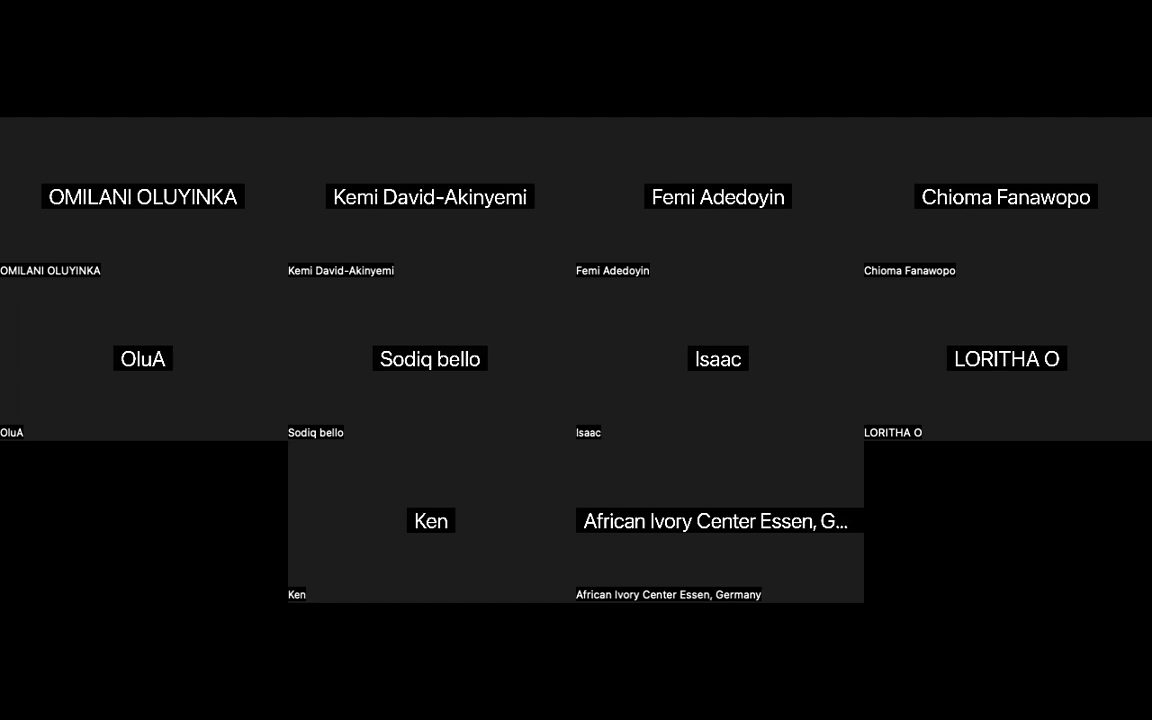 OMILANI OLUYINKA
Kemi David-Akinyemi
Femi Adedoyin
Chioma Fanawopo
OMILANI OLUYINKA
Kemi David-Akinyemi
Femi Adedoyin
Chioma Fanawopo
OluA
Sodiq bello
Isaac
LORITHA O
OluA
Sodiq bello
Isaac
LORITHA O
Ken
African Ivory Center Essen, G...
Ken
African Ivory Center Essen, Germany